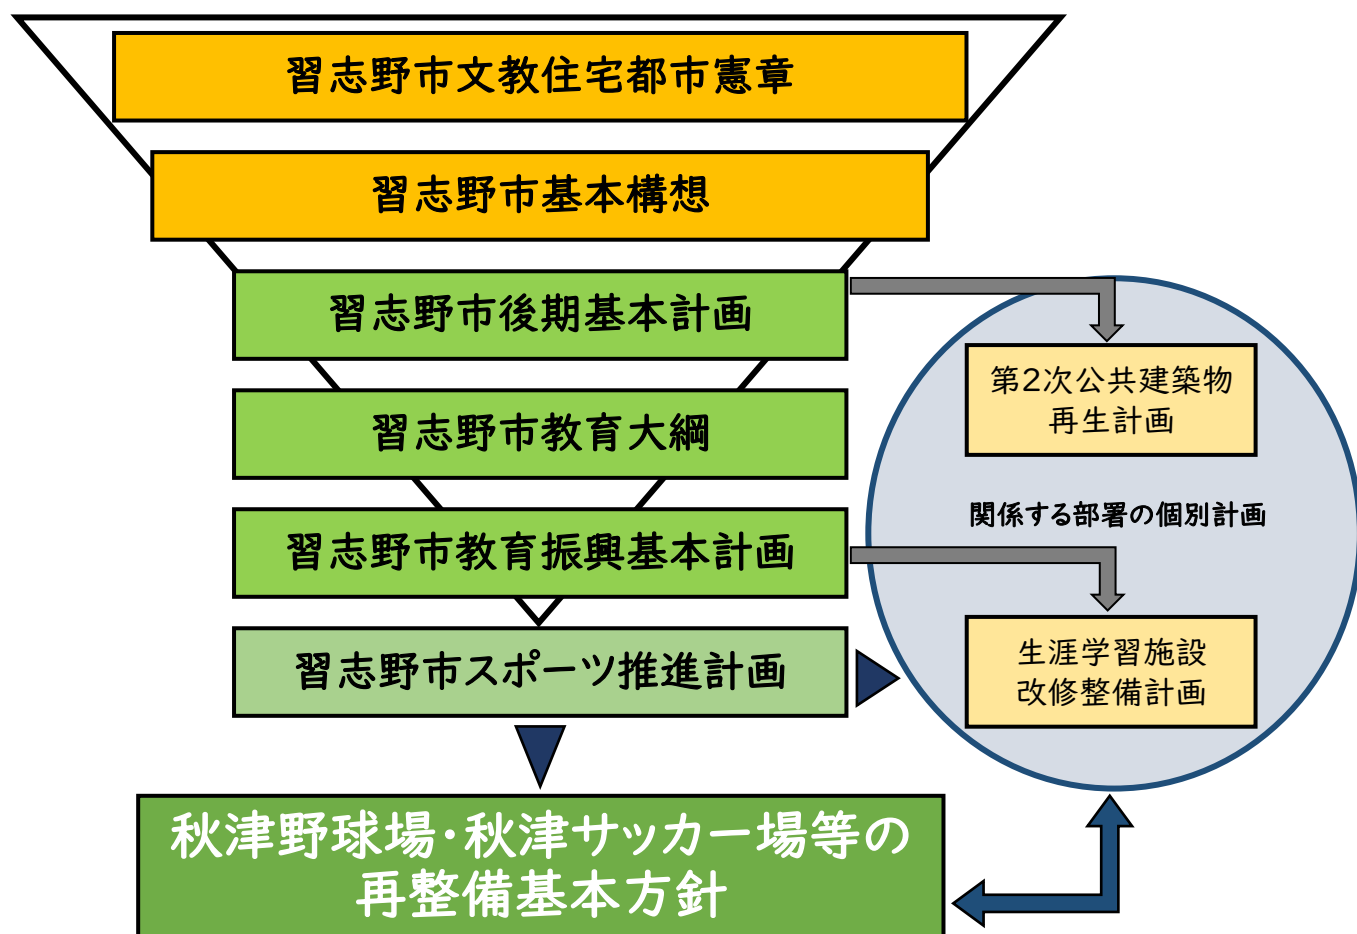 習志野市文教住宅都市憲章
習志野市基本構想
習志野市後期基本計画
第2次公共建築物
再生計画
習志野市教育大綱
関係する部署の個別計画
習志野市教育振興基本計画
生涯学習施設
改修整備計画
習志野市スポーツ推進計画
秋津野球場・秋津サッカー場等の
再整備基本方針